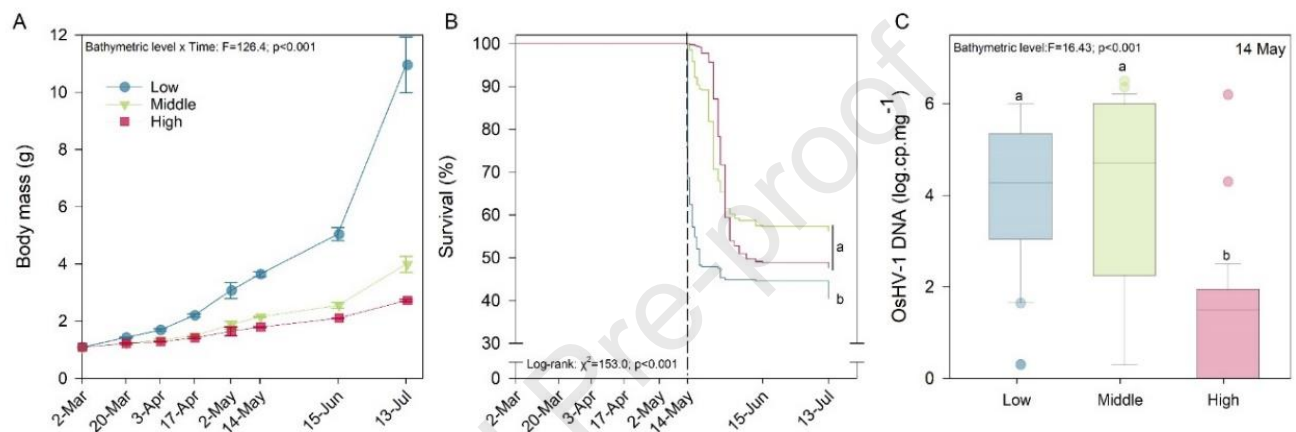 A
Body mass (g)
12
10
8
6
4
2
0
Bathymetric level x Time: F=126.4; p<0.001
Low
Middle
High
2-Mar
20-Mar
3-Apr
17-Apr
2-May
14-May
15-Jun
13-Jul
B
Survival (%)
100
90
80
70
60
50
40
30
0
a
b
Log-rank: χ²=153.0; p<0.001
2-Mar
20-Mar
3-Apr
17-Apr
2-May
14-May
15-Jun
13-Jul
C
OsHV-1 DNA (log.cp.mg⁻¹)
Bathymetric level:F=16.43; p<0.001
14 May
6
4
2
0
a
a
b
Low
Middle
High
Pre-proof